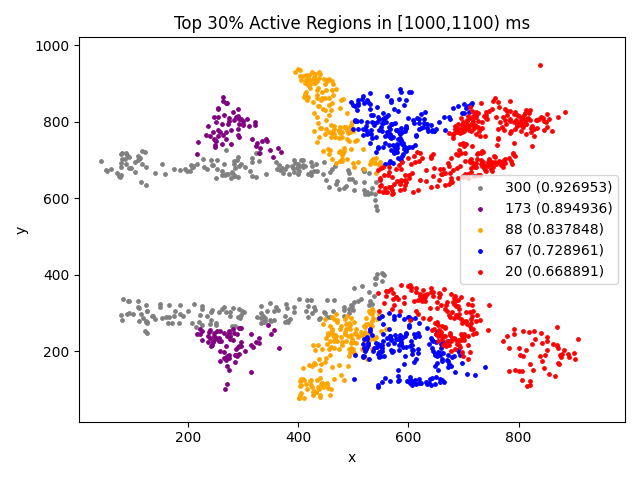 Top 30% Active Regions in [1000,1100) ms
1000
800
600
400
200
y
300 (0.926953)
173 (0.894936)
88 (0.837848)
67 (0.728961)
20 (0.668891)
200 400 600 800
x